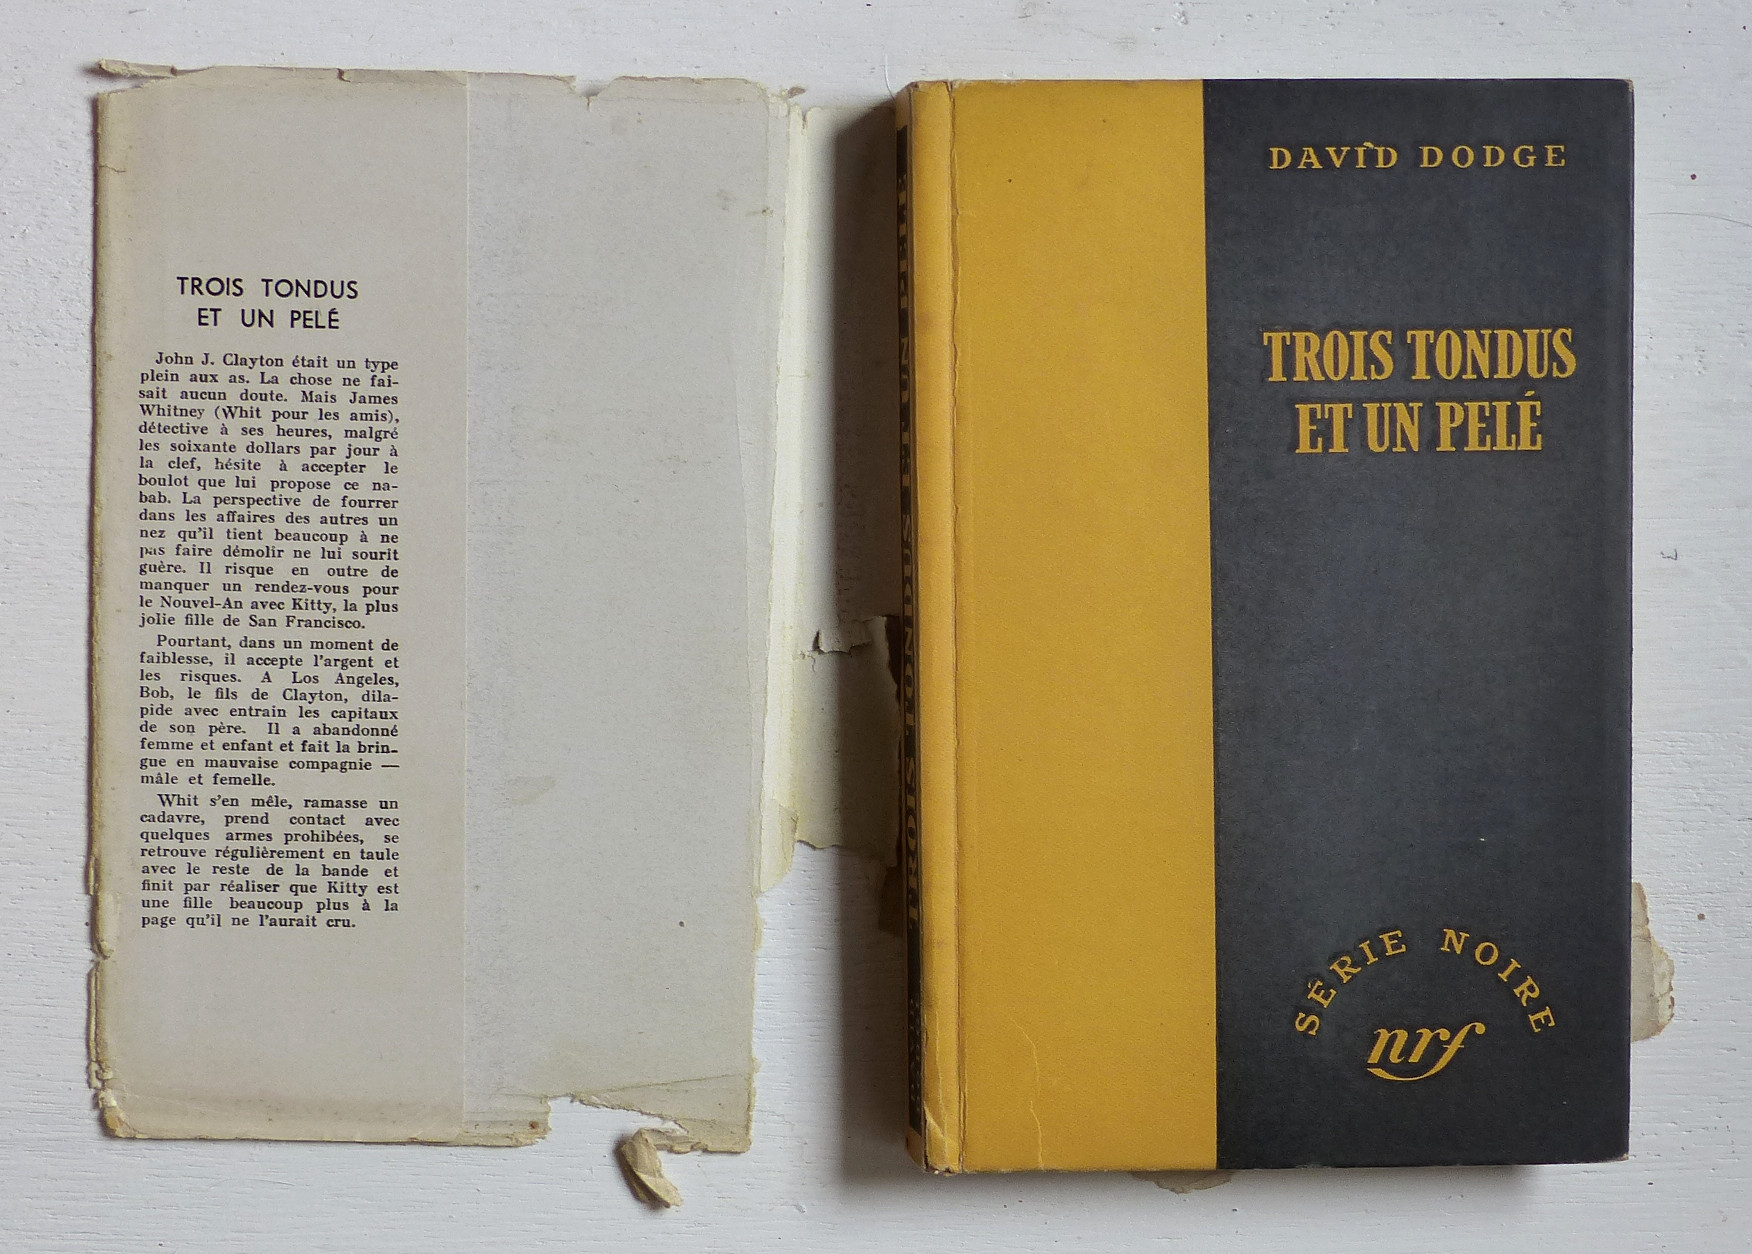 TROIS TONDUS
ET UN PELÉ
John J. Clayton était un type
plein aux as. La chose ne fai-
sait aucun doute. Mais James
Whitney (Whit pour les amis),
détective à ses heures, malgré
les soixante dollars par jour à
la clef, hésite à accepter le
boulot que lui propose ce na-
bab. La perspective de fourrer
dans les affaires des autres un
nez qu'il tient beaucoup à ne
pas faire démolir ne lui sourit
guère. Il risque en outre de
manquer un rendez-vous pour
le Nouvel-An avec Kitty, la plus
jolie fille de San Francisco.
Pourtant, dans un moment de
faiblesse, il accepte l'argent et
les risques. A Los Angeles,
Bob, le fils de Clayton, dila-
pide avec entrain les capitaux
de son père. Il a abandonné
femme et enfant et fait la brin-
gue en mauvaise compagnie —
mâle et femelle.
Whit s'en mêle, ramasse un
cadavre, prend contact avec
quelques armes prohibées, se
retrouve régulièrement en taule
avec le reste de la bande et
finit par réaliser que Kitty est
une fille beaucoup plus à la
page qu'il ne l'aurait cru.
TROIS TONDUS ET UN PELÉ
DAVID DODGE
TROIS TONDUS
ET UN PELÉ
SÉRIE NOIRE
nrf